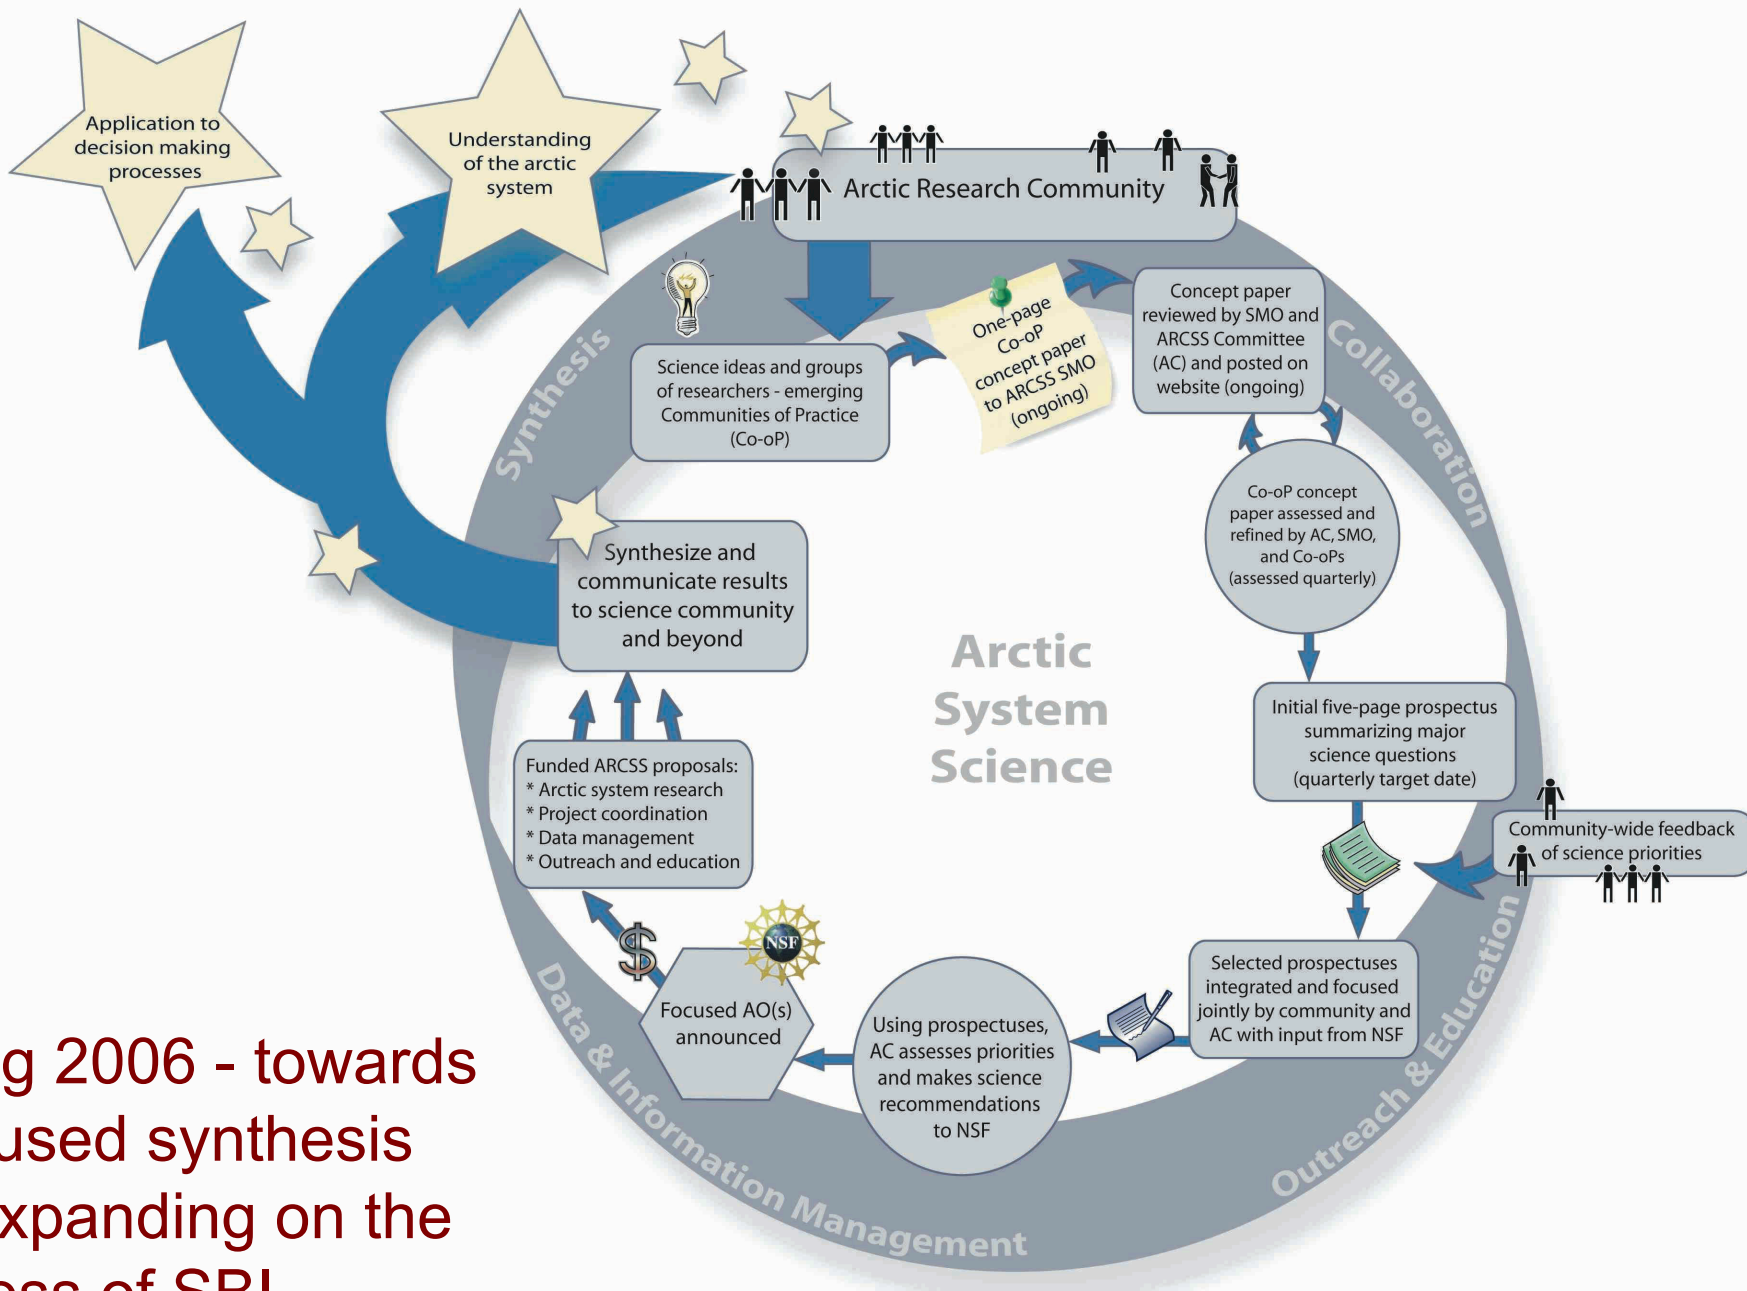 Application to
decision making
processes
Understanding
of the arctic
system
Arctic Research Community
Science ideas and groups
of researchers - emerging
Communities of Practice
(Co-oP)
One-page
Co-oP
concept paper
to ARCSS SMO
(ongoing)
Concept paper
reviewed by SMO and
ARCSS Committee
(AC) and posted on
website (ongoing)
Co-oP concept
paper assessed and
refined by AC, SMO,
and Co-oPs
(assessed quarterly)
Initial five-page prospectus
summarizing major
science questions
(quarterly target date)
Community-wide feedback
of science priorities
Selected prospectuses
integrated and focused
jointly by community and
AC with input from NSF
Using prospectuses,
AC assesses priorities
and makes science
recommendations
to NSF
NSF
Focused AO(s)
announced
$
Funded ARCSS proposals:
* Arctic system research
* Project coordination
* Data management
* Outreach and education
Synthesize and
communicate results
to science community
and beyond
Arctic
System
Science
Synthesis
Collaboration
Outreach & Education
Data & Information Management
g 2006 - towards
used synthesis
xpanding on the